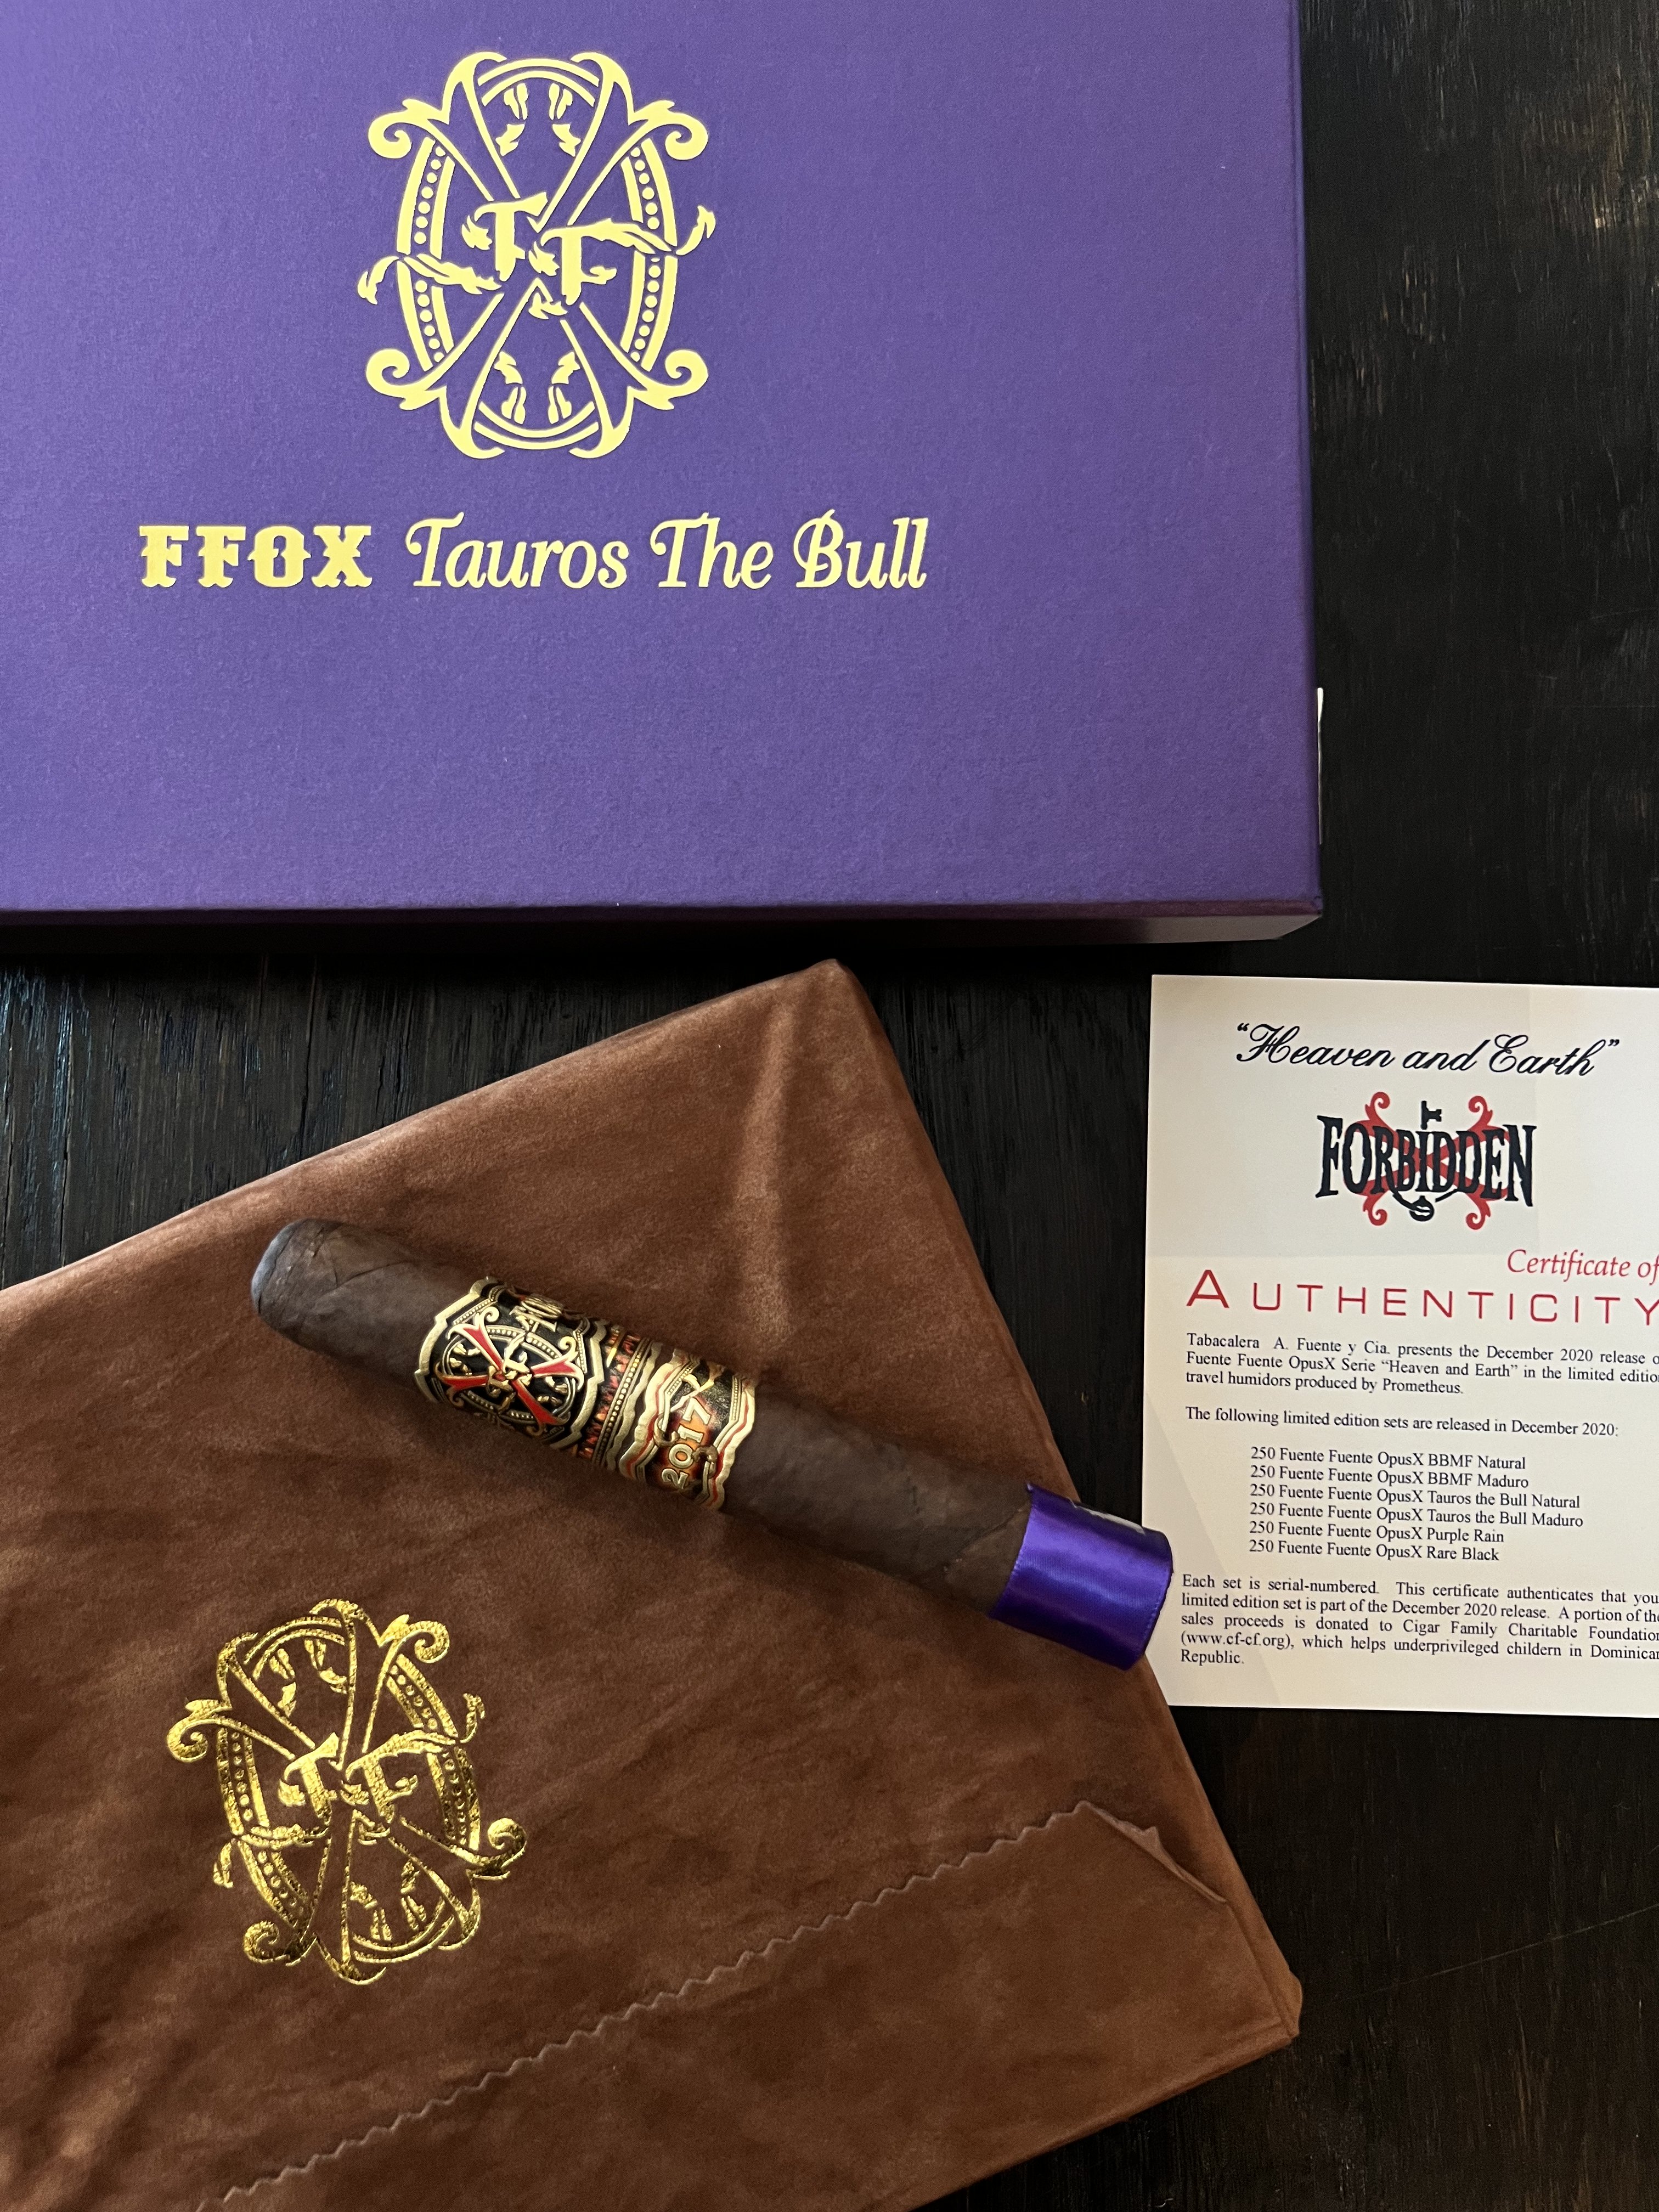 FFOX Tauros The Bull
"Heaven and Earth"
FORBIDDEN
Certificate of
AUTHENTICITY
Tabacalera A. Fuente y Cia. presents the December 2020 release o
Fuente Fuente OpusX Serie "Heaven and Earth" in the limited editio
travel humidors produced by Prometheus.
The following limited edition sets are released in December 2020:
250 Fuente Fuente OpusX BBMF Natural
250 Fuente Fuente OpusX BBMF Maduro
250 Fuente Fuente OpusX Tauros the Bull Natural
250 Fuente Fuente OpusX Tauros the Bull Maduro
250 Fuente Fuente OpusX Purple Rain
250 Fuente Fuente OpusX Rare Black
Each set is serial-numbered. This certificate authenticates that you
limited edition set is part of the December 2020 release. A portion of the
sales proceeds is donated to Cigar Family Charitable Foundation
(www.cf-cf.org), which helps underprivileged childern in Dominican
Republic.
2017